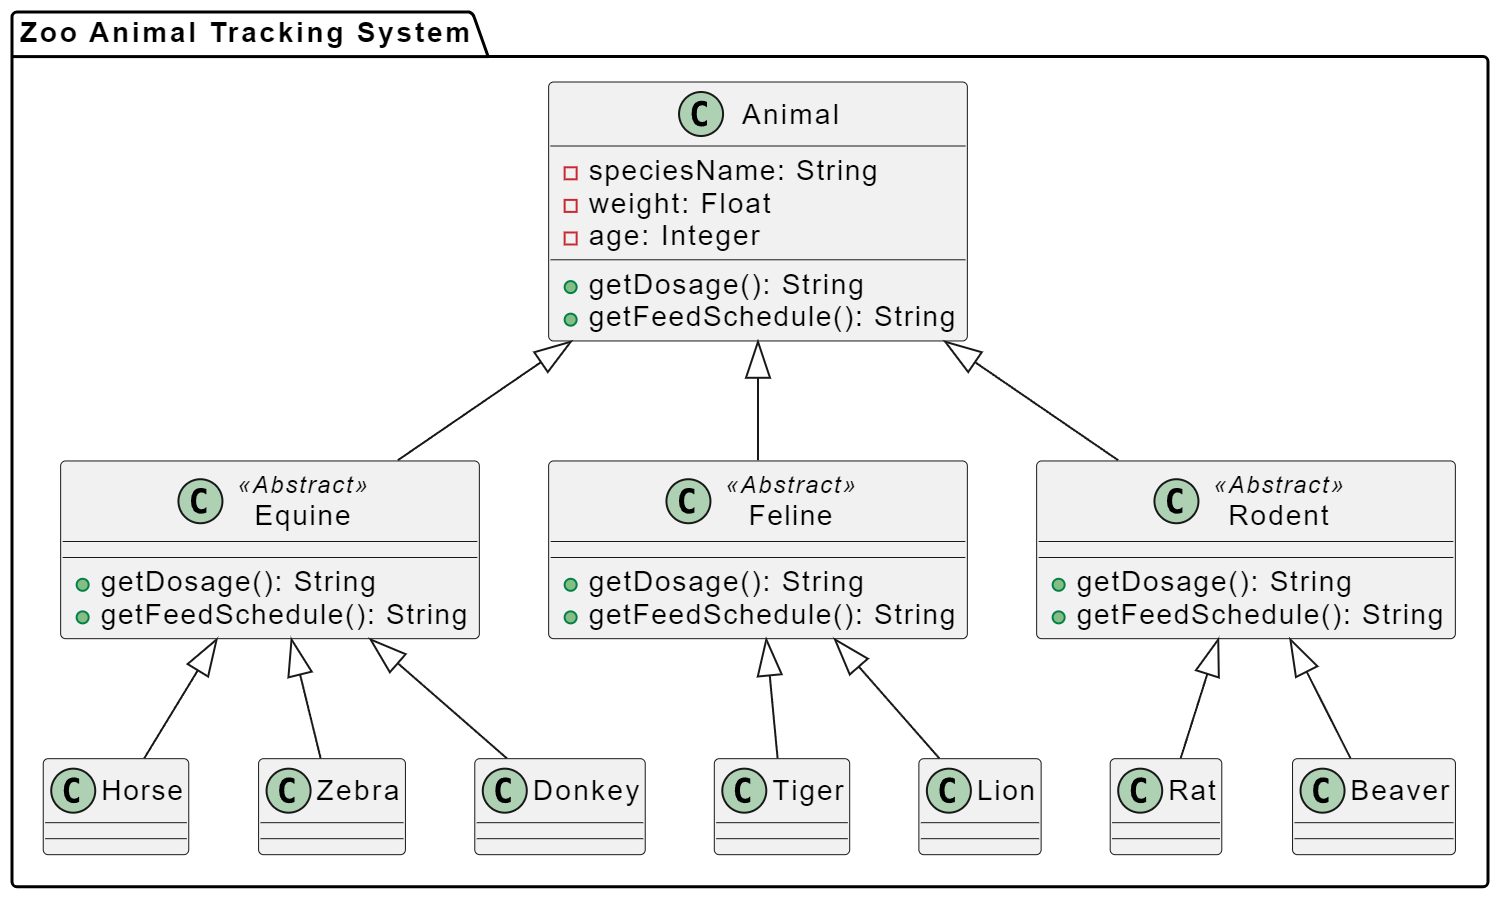 Zoo Animal Tracking System
C Animal
speciesName: String
weight: Float
age: Integer
getDosage(): String
getFeedSchedule(): String
«Abstract»
C Equine
getDosage(): String
getFeedSchedule(): String
«Abstract»
C Feline
getDosage(): String
getFeedSchedule(): String
«Abstract»
C Rodent
getDosage(): String
getFeedSchedule(): String
C Horse
C Zebra
C Donkey
C Tiger
C Lion
C Rat
C Beaver